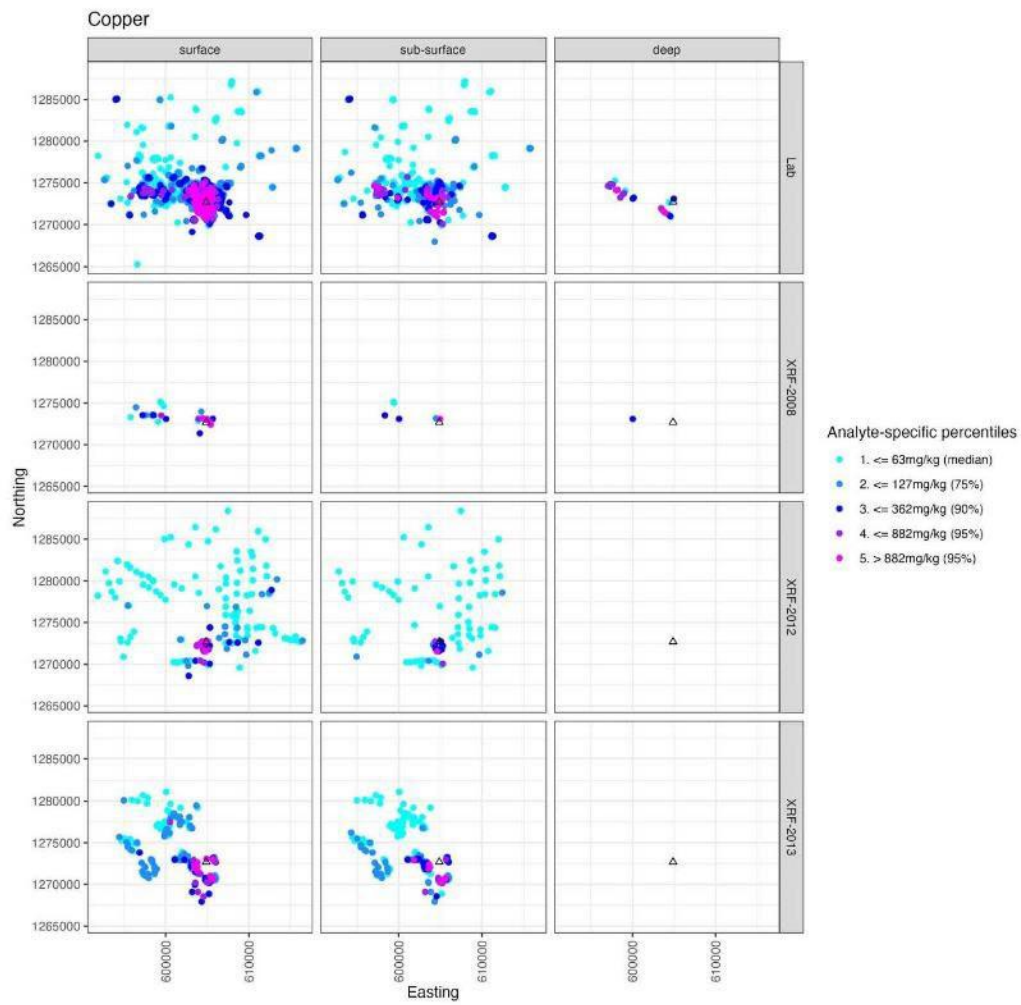 Copper
surface
sub-surface
deep
1285000
1280000
1275000
1270000
1265000
Lab
1285000
1280000
1275000
1270000
1265000
XRF-2008
1285000
1280000
1275000
1270000
1265000
XRF-2012
1285000
1280000
1275000
1270000
1265000
XRF-2013
600000
610000
600000
610000
600000
610000
Easting
Northing
Analyte-specific percentiles
1. <= 63mg/kg (median)
2. <= 127mg/kg (75%)
3. <= 362mg/kg (90%)
4. <= 882mg/kg (95%)
5. > 882mg/kg (95%)